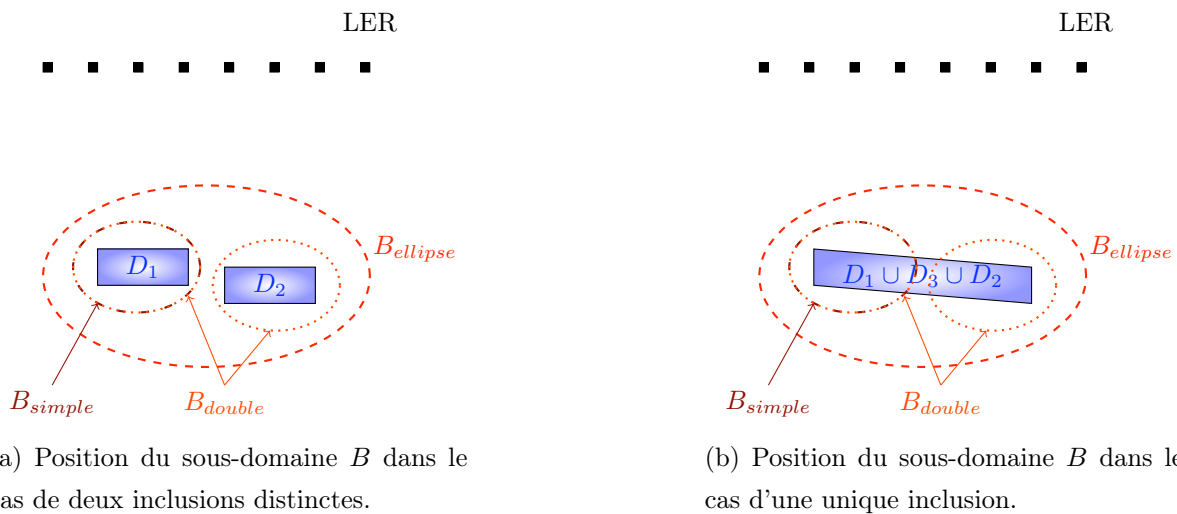 LER
D1
D2
Bellipse
Bsimple
Bdouble
a) Position du sous-domaine B dans le
as de deux inclusions distinctes.
LER
D1 ∪ D3 ∪ D2
Bellipse
Bsimple
Bdouble
(b) Position du sous-domaine B dans le
cas d'une unique inclusion.